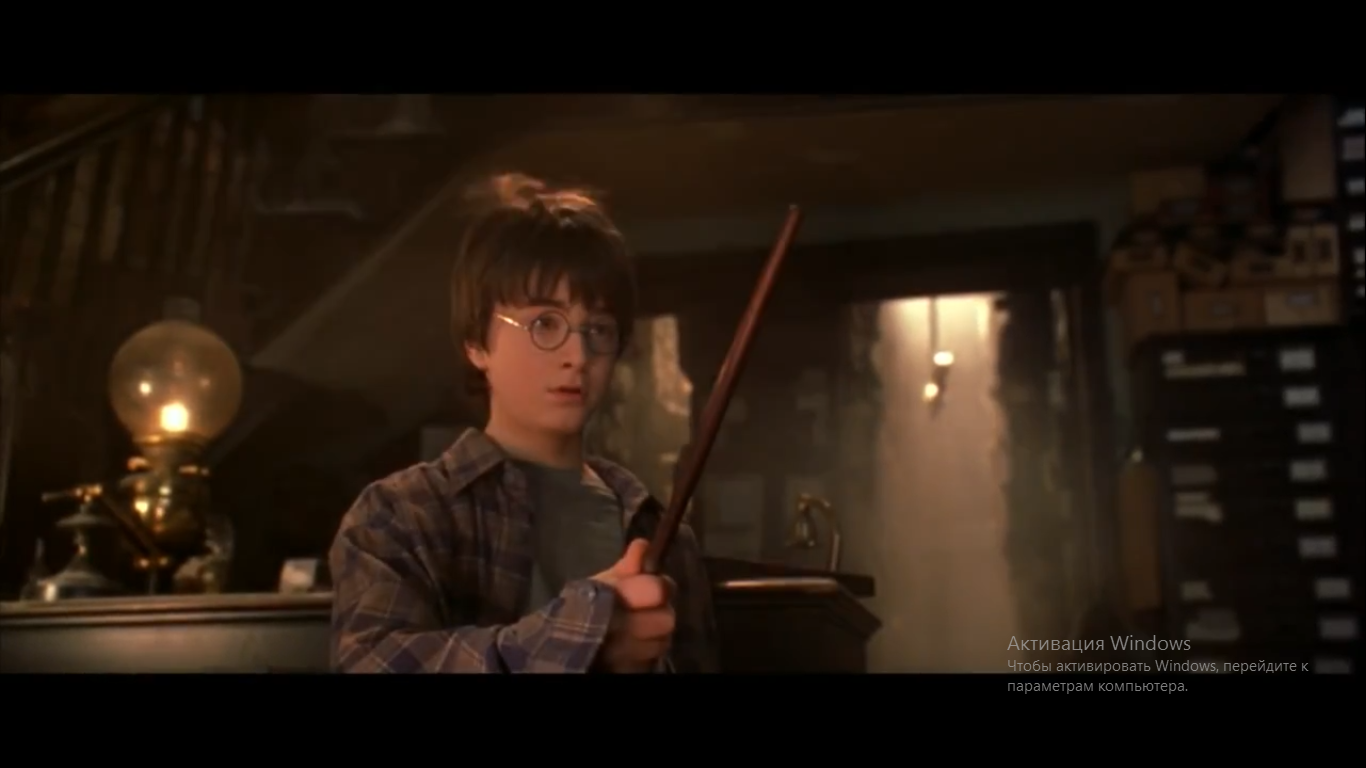 Активация Windows
Чтобы активировать Windows, перейдите к
параметрам компьютера.